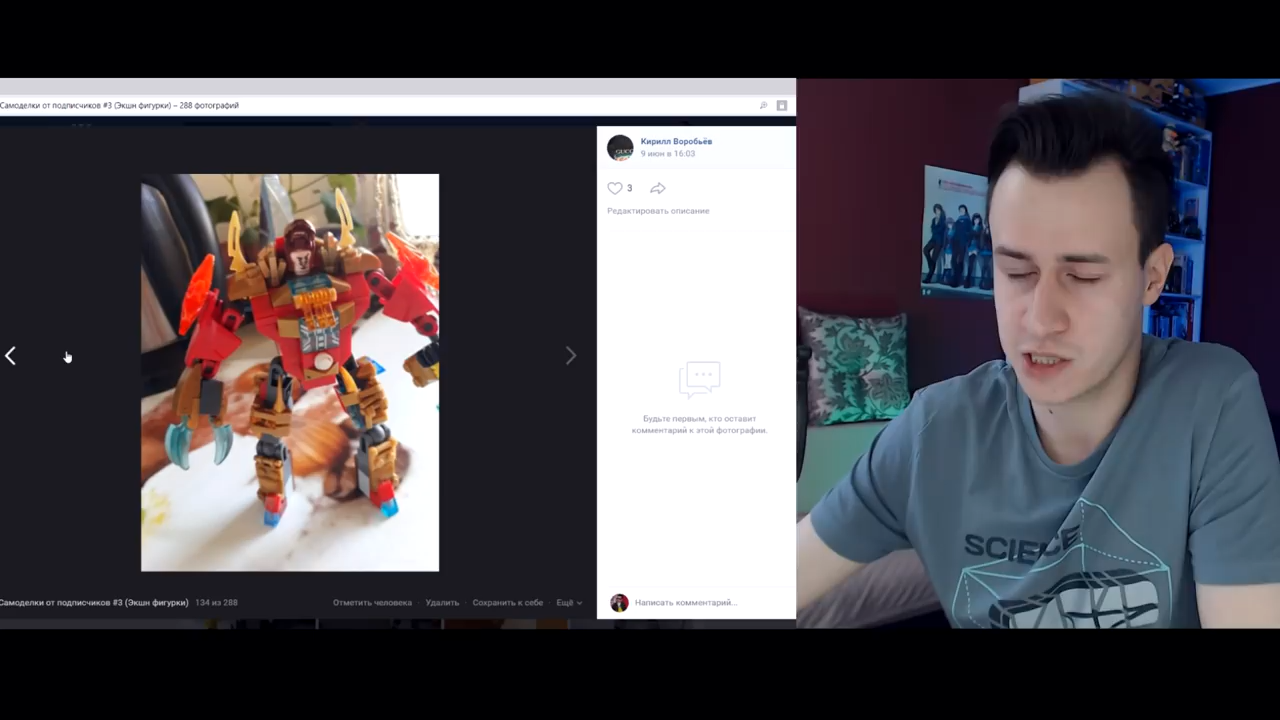 Самоделки от подписчиков #3 (Экшн фигурки) – 288 фотографий
Кирилл Воробьёв
9 июн в 16:03
3
Редактировать описание
Будьте первым, кто оставит
комментарий к этой фотографии.
Самоделки от подписчиков #3 (Экшн фигурки) 134 из 288
Отметить человека · Удалить · Сохранить к себе · Ещё
Написать комментарий...
SCIECE